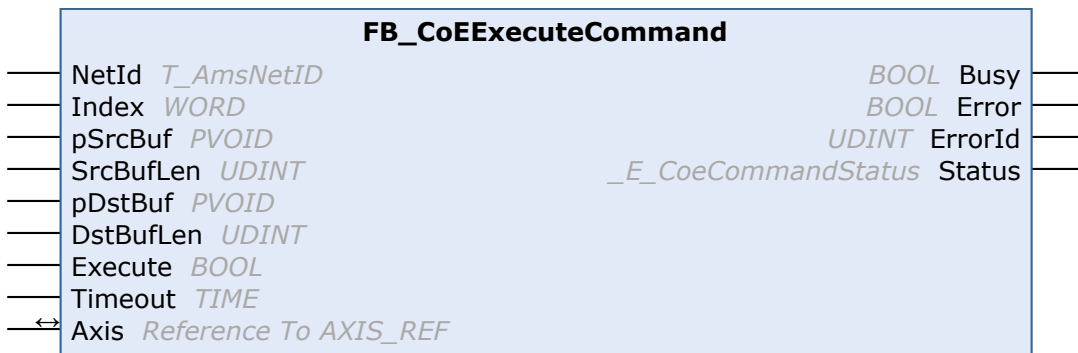 FB_CoEExecuteCommand
NetId T_AmsNetID BOOL Busy
Index WORD BOOL Error
pSrcBuf PVOID UDINT ErrorId
SrcBufLen UDINT _E_CoeCommandStatus Status
pDstBuf PVOID
DstBufLen UDINT
Execute BOOL
Timeout TIME
↔ Axis Reference To AXIS_REF